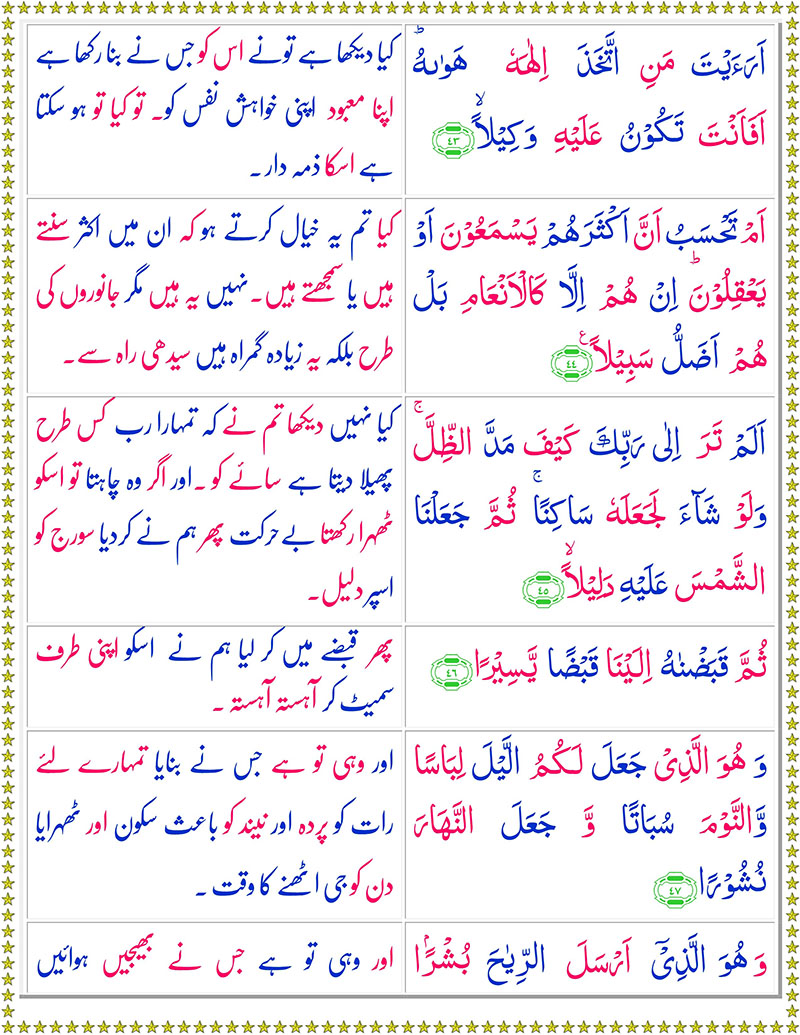 اَرَءَيْتَ مَنِ اتَّخَذَ اِلٰهَهٗ هَوٰىهُ ؕ
اَفَاَنْتَ تَكُوْنُ عَلَيْهِ وَكِيْلًا ۙ ﴿۴۳﴾
کیا دیکھا ہے تونے اس کو جس نے بنا رکھا ہے
اپنا معبود اپنی خواہش نفس کو۔ تو کیا تو ہو سکتا
ہے اسکا ذمہ دار۔
اَمْ تَحْسَبُ اَنَّ اَكْثَرَهُمْ يَسْمَعُوْنَ اَوْ
يَعْقِلُوْنَ ؕ اِنْ هُمْ اِلَّا كَالْاَنْعَامِ بَلْ
هُمْ اَضَلُّ سَبِيْلًا ﴿۴۴﴾ ع
کیا تم یہ خیال کرتے ہو کہ ان میں اکثر سنتے
ہیں یا سمجھتے ہیں۔ نہیں یہ ہیں مگر جانوروں کی
طرح بلکہ یہ زیادہ گمراہ ہیں سیدھی راہ سے۔
اَلَمْ تَرَ اِلٰى رَبِّكَ كَيْفَ مَدَّ الظِّلَّ ۚ
وَلَوْ شَآءَ لَجَعَلَهٗ سَاكِنًا ۚ ثُمَّ جَعَلْنَا
الشَّمْسَ عَلَيْهِ دَلِيْلًا ۙ ﴿۴۵﴾
کیا نہیں دیکھا تم نے کہ تمہارا رب کس طرح
پھیلا دیتا ہے سائے کو ۔ اور اگر وہ چاہتا تو اسکو
ٹھہرا رکھتا بے حرکت پھر ہم نے کر دیا سورج کو
اسپر دلیل۔
ثُمَّ قَبَضْنٰهُ اِلَيْنَا قَبْضًا يَّسِيْرًا ﴿۴۶﴾
پھر قبضے میں کر لیا ہم نے اسکو اپنی طرف
سمیٹ کر آہستہ آہستہ ۔
وَ هُوَ الَّذِىْ جَعَلَ لَـكُمُ الَّيْلَ لِبَاسًا
وَّالنَّوْمَ سُبَاتًا وَّ جَعَلَ النَّهَارَ
نُشُوْرًا ﴿۴۷﴾
اور وہی تو ہے جس نے بنایا تمہارے لئے
رات کو پردہ اور نیند کو باعث سکون اور ٹھہرایا
دن کو جی اٹھنے کا وقت ۔
وَ هُوَ الَّذِىْۤ اَرْسَلَ الرِّيٰحَ بُشْرًۢا
اور وہی تو ہے جس نے بھیجیں ہوائیں